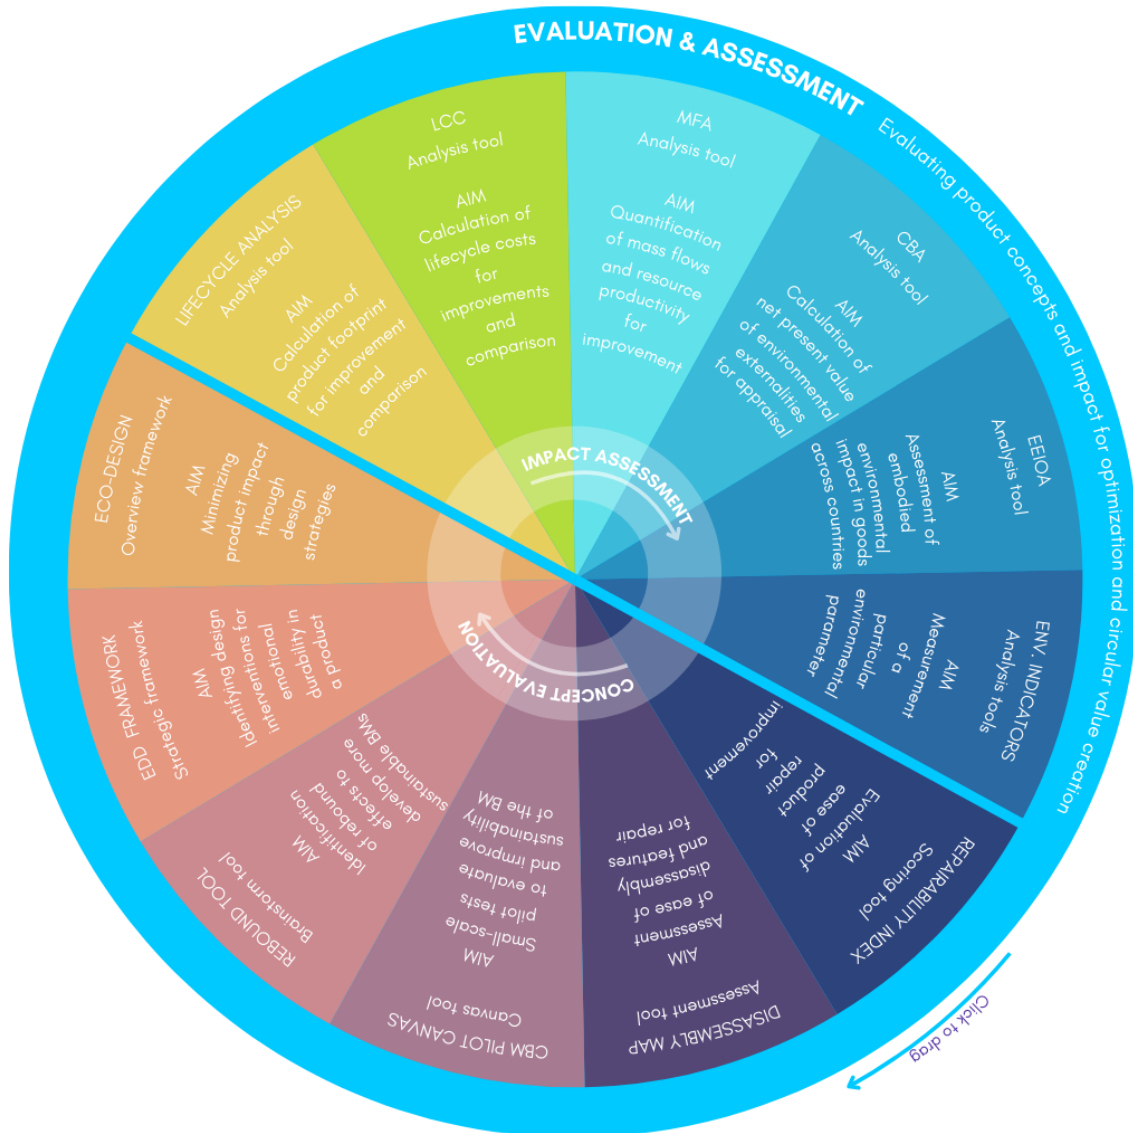 EVALUATION & ASSESSMENT
Evaluating product concepts and impact for optimization and circular value creation
IMPACT ASSESSMENT
LIFECYCLE ANALYSIS
Analysis tool
AIM
Calculation of
product footprint
for improvement
and
comparison
LCC
Analysis tool
AIM
Calculation of
lifecycle costs
for
improvements
and
comparison
MFA
Analysis tool
AIM
Quantification
of mass flows
and resource
productivity
for
improvement
CBA
Analysis tool
AIM
Calculation of
net present value
of environmental
externalities
for appraisal
EEIOA
Analysis tool
AIM
Assessment of
embodied
environmental
impact in goods
across countries
ENV. INDICATORS
Analysis tools
AIM
Measurement
of a
particular
environmental
parameter
CONCEPT EVALUATION
REPAIRABILITY INDEX
Scoring tool
AIM
Evaluation of
ease of
product
repair
for
improvement
DISASSEMBLY MAP
Assessment tool
AIM
Assessment
of ease of
disassembly
and features
for repair
CBM PILOT CANVAS
Canvas tool
AIM
Small-scale
pilot tests
to evaluate
and improve
sustainability
of the BM
REBOUND TOOL
Brainstorm tool
AIM
Identification
of rebound
effects to
develop more
sustainable BMs
EDD FRAMEWORK
Strategic framework
AIM
Identifying design
interventions for
emotional
durability in
a product
ECO-DESIGN
Overview framework
AIM
Minimizing
product impact
through
design
strategies
Click to drag